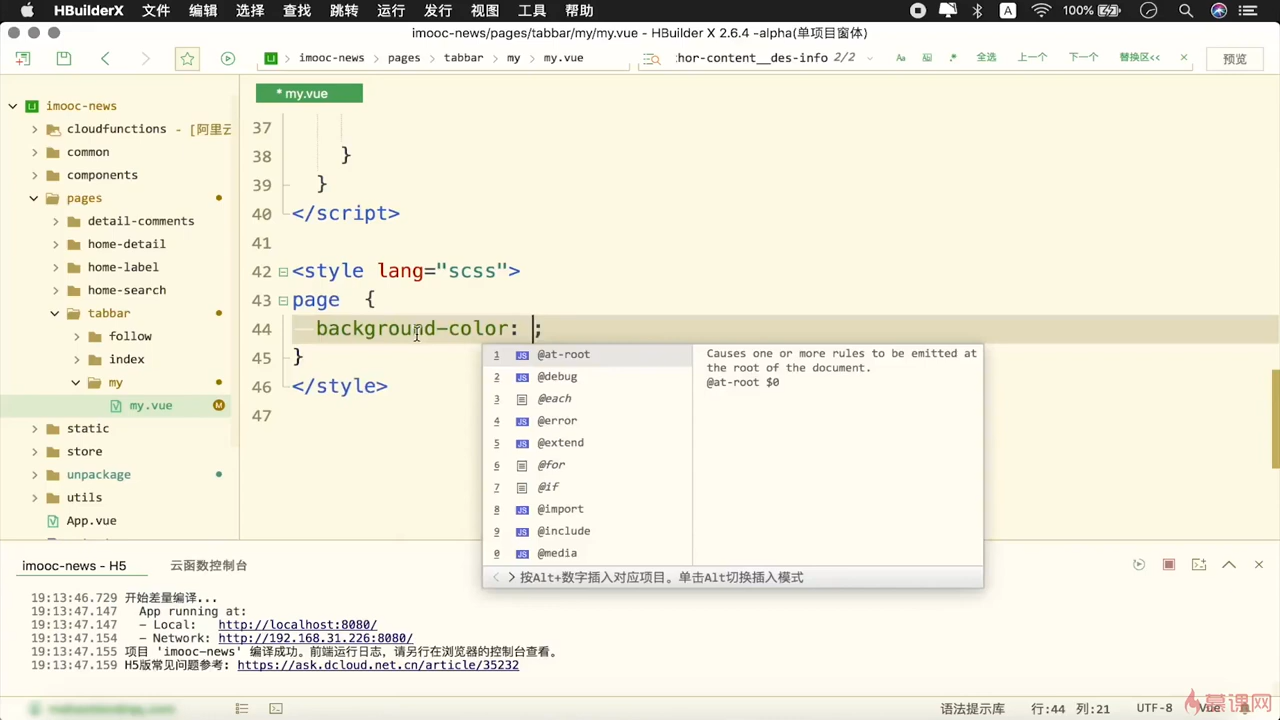 HBuilderX 文件 编辑 选择 查找 跳转 运行 发行 视图 工具 帮助 A 100%
imooc-news/pages/tabbar/my/my.vue - HBuilder X 2.6.4 -alpha(单项目窗体)
imooc-news pages tabbar my my.vue :hor-content__des-info 2/2 Aa .* 全选 上一个 下一个 替换区<< 预览
imooc-news
cloudfunctions - [阿里云
common
components
pages
detail-comments
home-detail
home-label
home-search
tabbar
follow
index
my
my.vue M
static
store
unpackage
utils
App.vue
* my.vue
37
38 }
39 }
40 </script>
41
42 <style lang="scss">
43 page {
44 background-color: ;
45 }
46 </style>
47
1 JS @at-root
2 JS @debug
3 @each
4 JS @error
5 JS @extend
6 @for
7 @if
8 JS @import
9 JS @include
0 JS @media
Causes one or more rules to be emitted at
the root of the document.
@at-root $0
按Alt+数字插入对应项目。单击Alt切换插入模式
imooc-news - H5 云函数控制台
19:13:46.729 开始差量编译...
19:13:47.147 App running at:
19:13:47.147 - Local: http://localhost:8080/
19:13:47.154 - Network: http://192.168.31.226:8080/
19:13:47.155 项目 'imooc-news' 编译成功。前端运行日志，请另行在浏览器的控制台查看。
19:13:47.159 H5版常见问题参考: https://ask.dcloud.net.cn/article/35232
语法提示库 行:44 列:21 UTF-8 Vue
慕课网